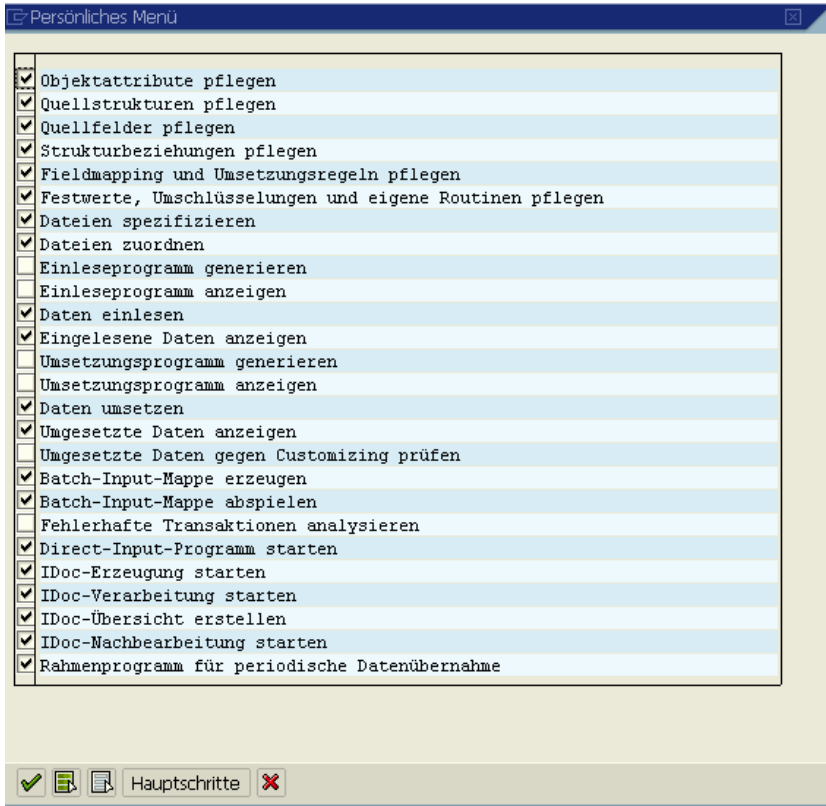 Persönliches Menü
Objektattribute pflegen
Quellstrukturen pflegen
Quellfelder pflegen
Strukturbeziehungen pflegen
Fieldmapping und Umsetzungsregeln pflegen
Festwerte, Umschlüsselungen und eigene Routinen pflegen
Dateien spezifizieren
Dateien zuordnen
Einleseprogramm generieren
Einleseprogramm anzeigen
Daten einlesen
Eingelesene Daten anzeigen
Umsetzungsprogramm generieren
Umsetzungsprogramm anzeigen
Daten umsetzen
Umgesetzte Daten anzeigen
Umgesetzte Daten gegen Customizing prüfen
Batch-Input-Mappe erzeugen
Batch-Input-Mappe abspielen
Fehlerhafte Transaktionen analysieren
Direct-Input-Programm starten
IDoc-Erzeugung starten
IDoc-Verarbeitung starten
IDoc-Übersicht erstellen
IDoc-Nachbearbeitung starten
Rahmenprogramm für periodische Datenübernahme
Hauptschritte